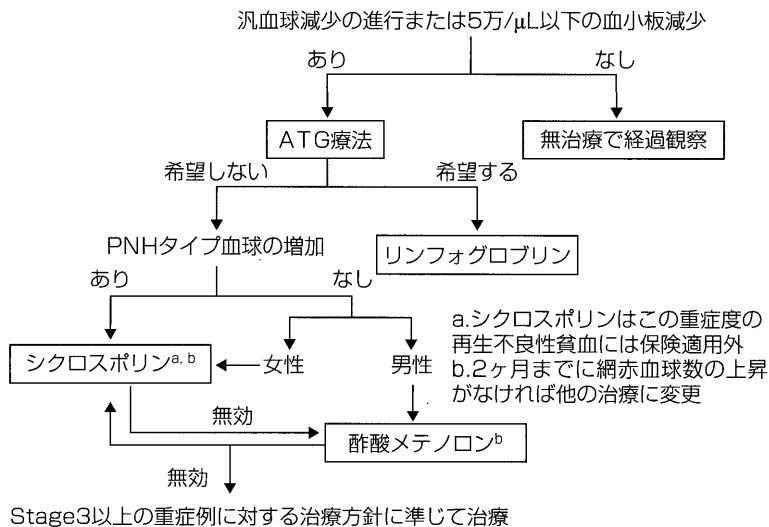 汎血球減少の進行または5万/μL以下の血小板減少
あり
なし
ATG療法
無治療で経過観察
希望しない
希望する
PNHタイプ血球の増加
リンフォグロブリン
あり
なし
シクロスポリンa, b
女性
男性
a.シクロスポリンはこの重症度の
再生不良性貧血には保険適用外
b.2ヶ月までに網赤血球数の上昇
がなければ他の治療に変更
無効
酢酸メテノロンb
無効
Stage3以上の重症例に対する治療方針に準じて治療